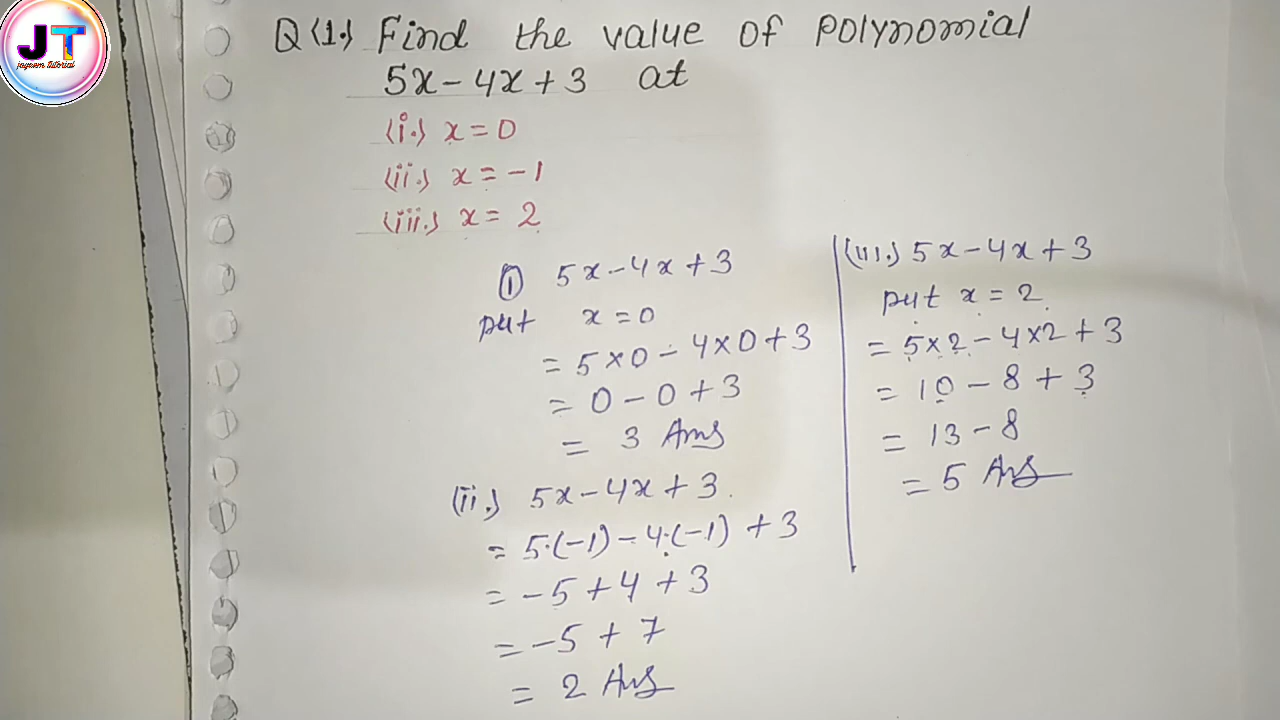 JT
jayeem tutorial
Q(1.) Find the value of polynomial
5x - 4x + 3 at
(i.) x = 0
(ii.) x = -1
(iii.) x = 2
① 5x - 4x + 3
put x = 0
= 5 × 0 - 4 × 0 + 3
= 0 - 0 + 3
= 3 Ans
(ii.) 5x - 4x + 3
= 5·(-1) - 4·(-1) + 3
= -5 + 4 + 3
= -5 + 7
= 2 Ans
(iii.) 5x - 4x + 3
put x = 2
= 5×2 - 4×2 + 3
= 10 - 8 + 3
= 13 - 8
= 5 Ans